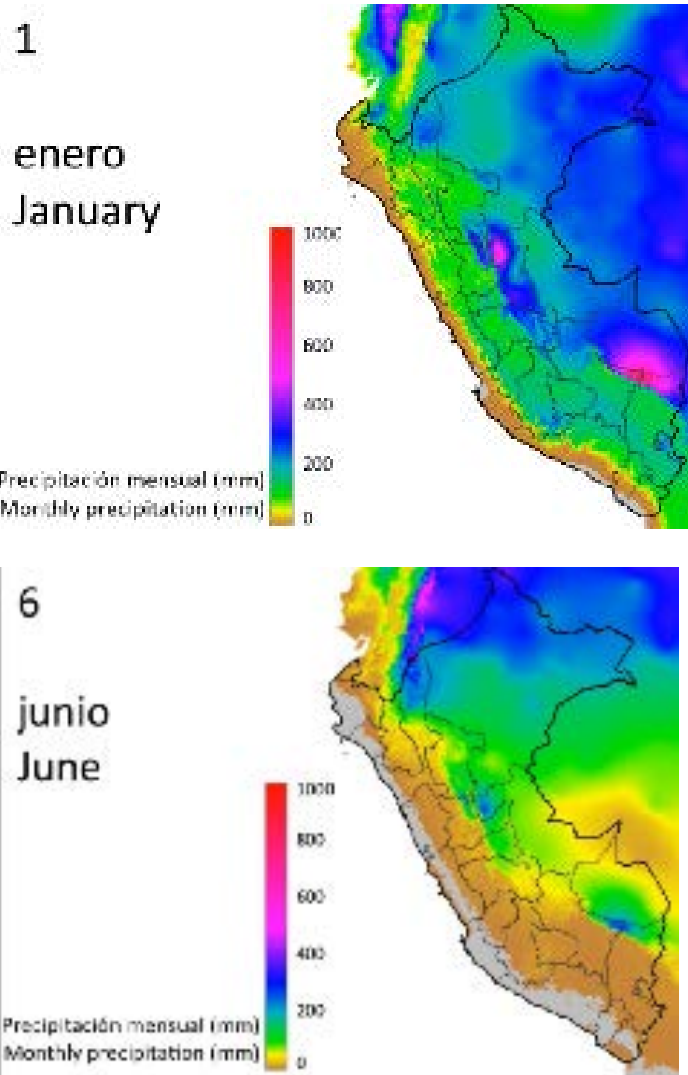 1
enero
January
1000
800
600
400
200
0
Precipitación mensual (mm)
Monthly precipitation (mm)
6
junio
June
1000
800
600
400
200
0
Precipitación mensual (mm)
Monthly precipitation (mm)